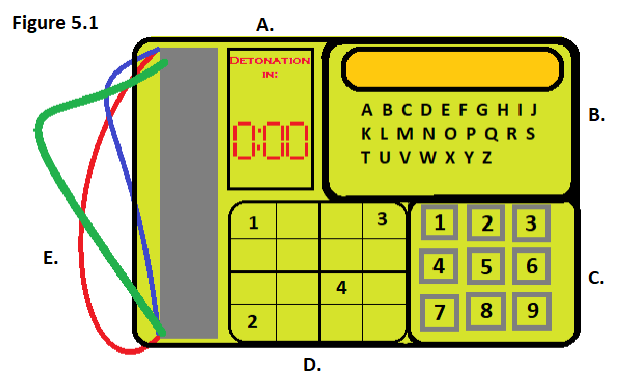 Figure 5.1
A.
DETONATION
IN:
0:00
A B C D E F G H I J
K L M N O P Q R S
T U V W X Y Z
B.
1 3
4
2
1 2 3
4 5 6
7 8 9
C.
D.
E.